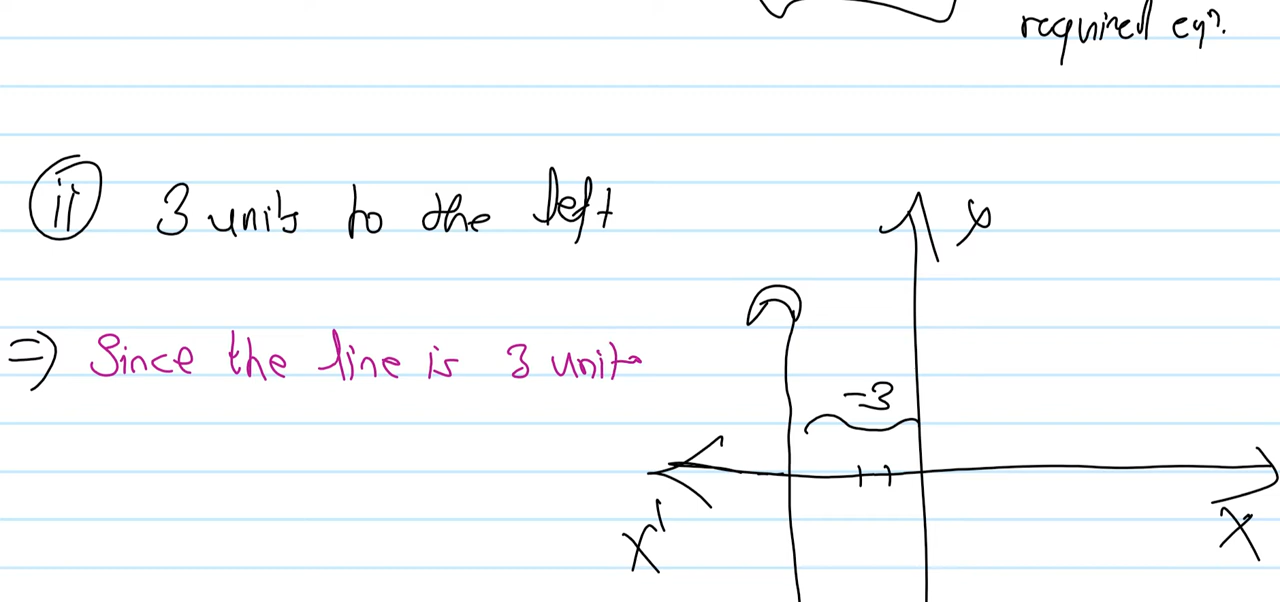 required eqn.
ii 3 units to the left
y
=) Since the line is 3 units
-3
X'
X